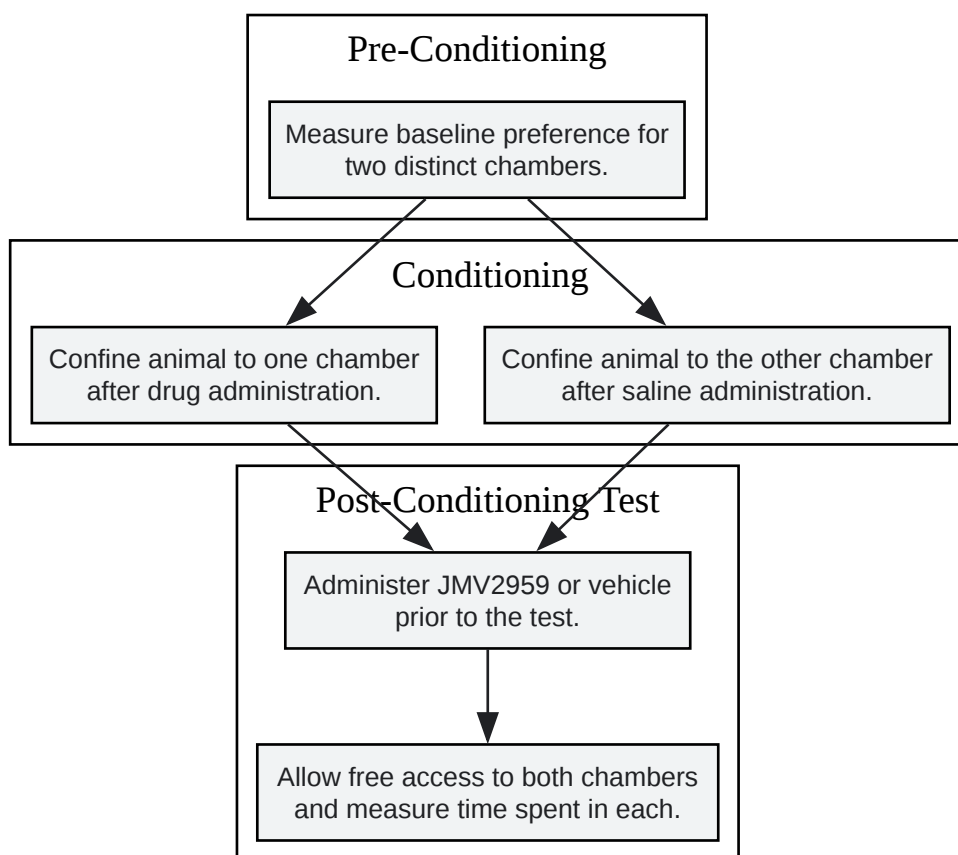 Pre-Conditioning
Measure baseline preference for
two distinct chambers.
Conditioning
Confine animal to one chamber
after drug administration.
Confine animal to the other chamber
after saline administration.
Post-Conditioning Test
Administer JMV2959 or vehicle
prior to the test.
Allow free access to both chambers
and measure time spent in each.